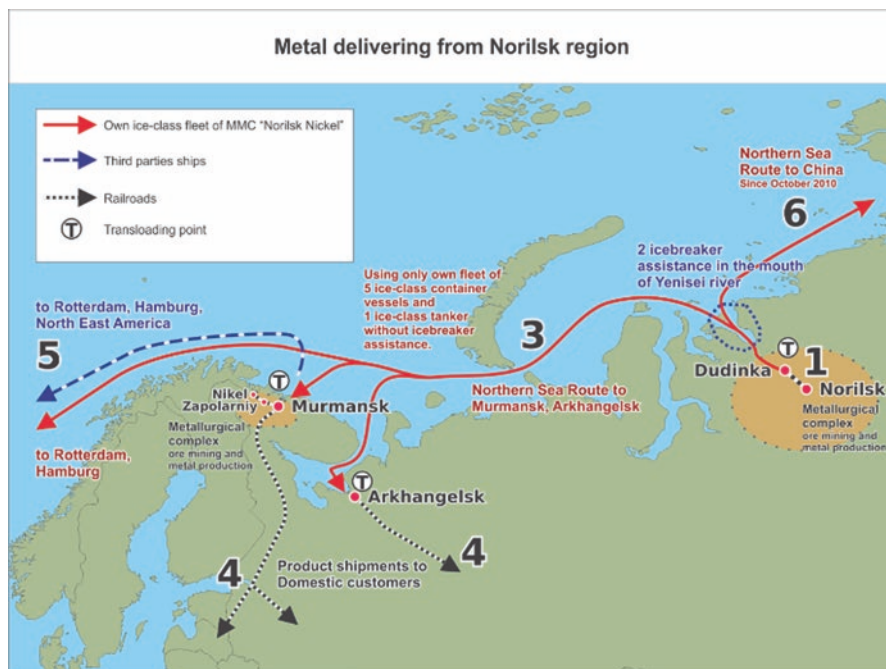 Metal delivering from Norilsk region
Own ice-class fleet of MMC "Norilsk Nickel"
Third parties ships
Railroads
T
Transloading point
Northern Sea
Route to China
Since October 2010
6
2 icebreaker
assistance in the mouth
of Yenisei river
Using only own fleet of
5 ice-class container
vessels and
1 ice-class tanker
without icebreaker
assistance.
to Rotterdam, Hamburg,
North East America
5
3
T
1
Dudinka
Norilsk
Metallurgical
complex
ore mining and
metal production
Northern Sea Route to
Murmansk, Arkhangelsk
T
Nikel
Zapolarniy
Murmansk
Metallurgical
complex
ore mining and
metal production
to Rotterdam,
Hamburg
T
Arkhangelsk
4
Product shipments to
Domestic customers
4